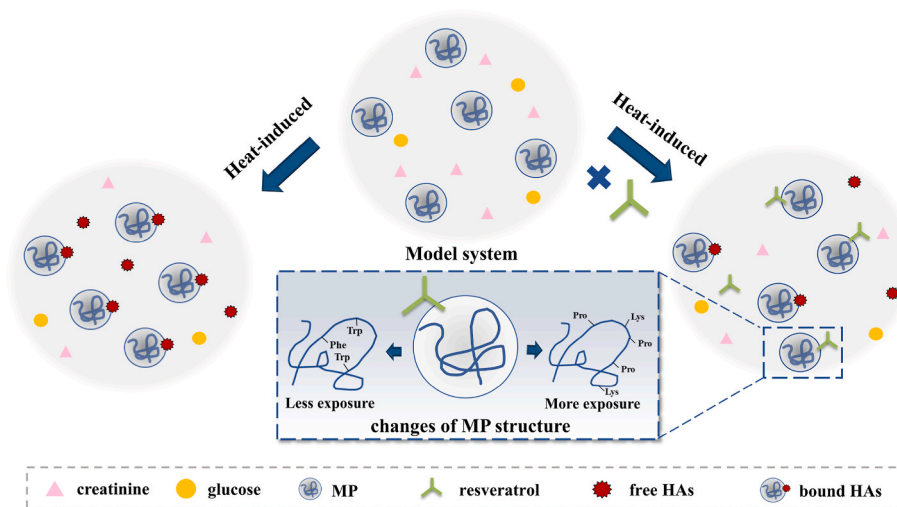 Heat-induced
Heat-induced
Model system
Trp
Phe
Trp
Less exposure
Pro
Lys
Pro
Pro
Lys
More exposure
changes of MP structure
creatinine
glucose
MP
resveratrol
free HAs
bound HAs